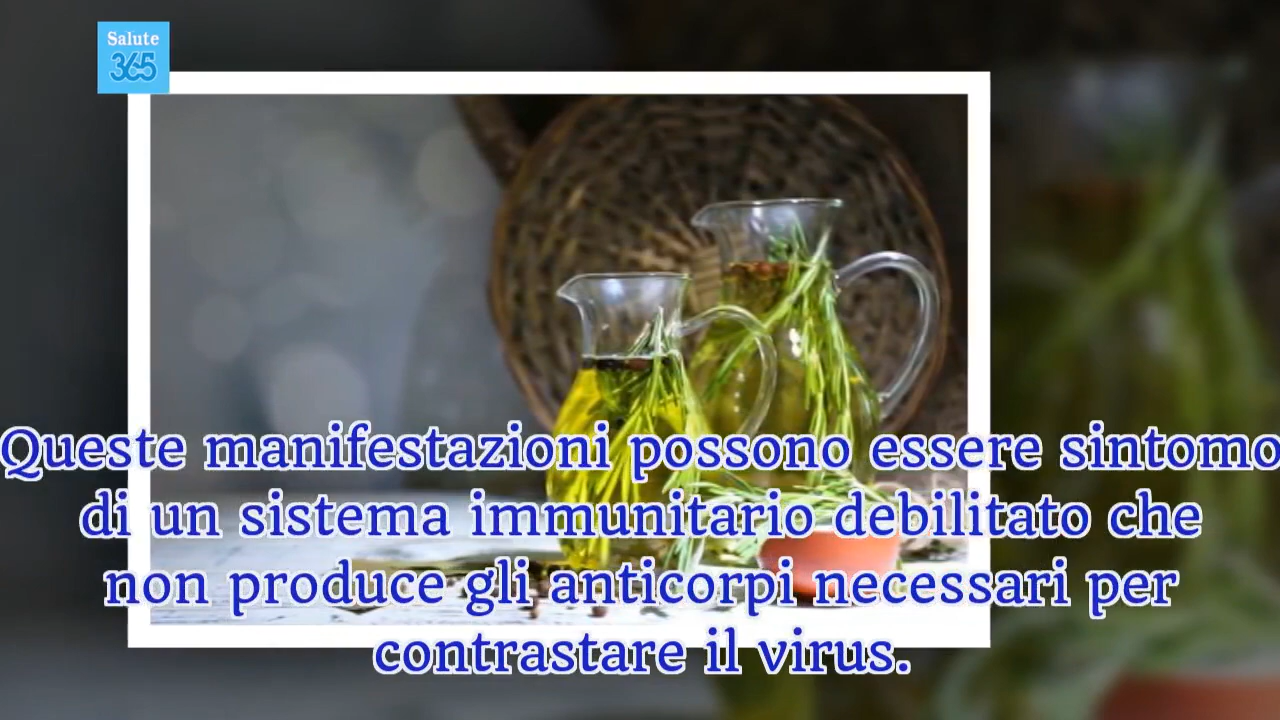 Salute
365
Queste manifestazioni possono essere sintomo
di un sistema immunitario debilitato che
non produce gli anticorpi necessari per
contrastare il virus.